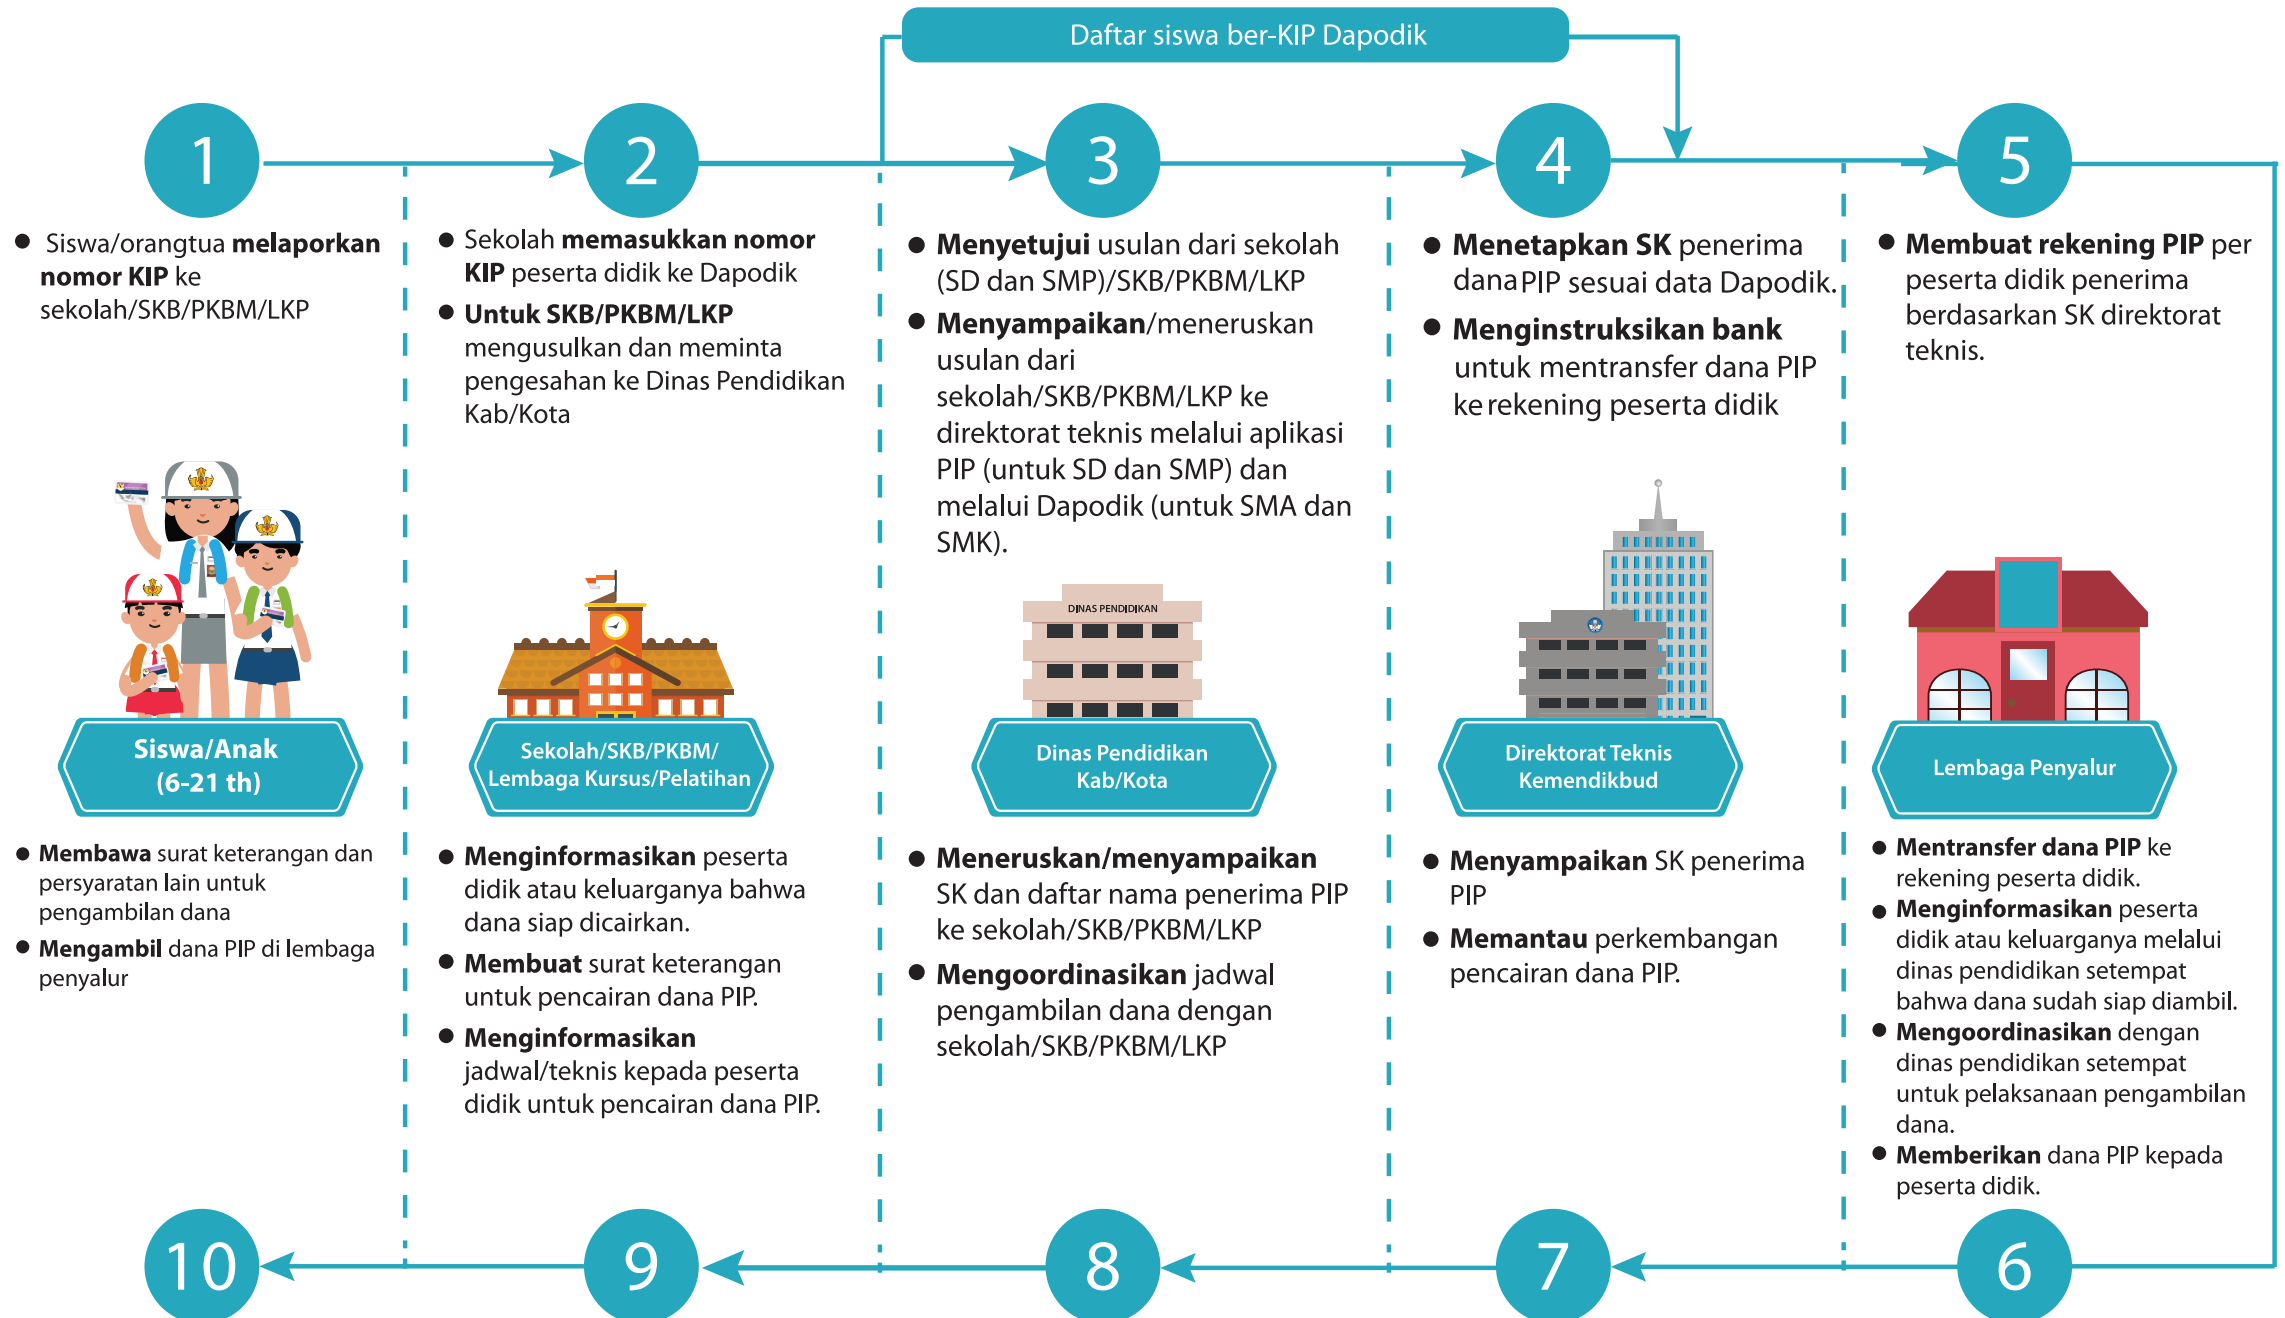 Daftar siswa ber-KIP Dapodik
1
2
3
4
5
Siswa/orangtua melaporkan
nomor KIP ke
sekolah/SKB/PKBM/LKP
Sekolah memasukkan nomor
KIP peserta didik ke Dapodik
Untuk SKB/PKBM/LKP
mengusulkan dan meminta
pengesahan ke Dinas Pendidikan
Kab/Kota
Menyetujui usulan dari sekolah
(SD dan SMP)/SKB/PKBM/LKP
Menyampaikan/meneruskan
usulan dari
sekolah/SKB/PKBM/LKP ke
direktorat teknis melalui aplikasi
PIP (untuk SD dan SMP) dan
melalui Dapodik (untuk SMA dan
SMK).
Menetapkan SK penerima
dana PIP sesuai data Dapodik.
Menginstruksikan bank
untuk mentransfer dana PIP
ke rekening peserta didik
Membuat rekening PIP per
peserta didik penerima
berdasarkan SK direktorat
teknis.
DINAS PENDIDIKAN
Siswa/Anak
(6-21 th)
Sekolah/SKB/PKBM/
Lembaga Kursus/Pelatihan
Dinas Pendidikan
Kab/Kota
Direktorat Teknis
Kemendikbud
Lembaga Penyalur
Membawa surat keterangan dan
persyaratan lain untuk
pengambilan dana
Mengambil dana PIP di lembaga
penyalur
Menginformasikan peserta
didik atau keluarganya bahwa
dana siap dicairkan.
Membuat surat keterangan
untuk pencairan dana PIP.
Menginformasikan
jadwal/teknis kepada peserta
didik untuk pencairan dana PIP.
Meneruskan/menyampaikan
SK dan daftar nama penerima PIP
ke sekolah/SKB/PKBM/LKP
Mengoordinasikan jadwal
pengambilan dana dengan
sekolah/SKB/PKBM/LKP
Menyampaikan SK penerima
PIP
Memantau perkembangan
pencairan dana PIP.
Mentransfer dana PIP ke
rekening peserta didik.
Menginformasikan peserta
didik atau keluarganya melalui
dinas pendidikan setempat
bahwa dana sudah siap diambil.
Mengoordinasikan dengan
dinas pendidikan setempat
untuk pelaksanaan pengambilan
dana.
Memberikan dana PIP kepada
peserta didik.
10
9
8
7
6